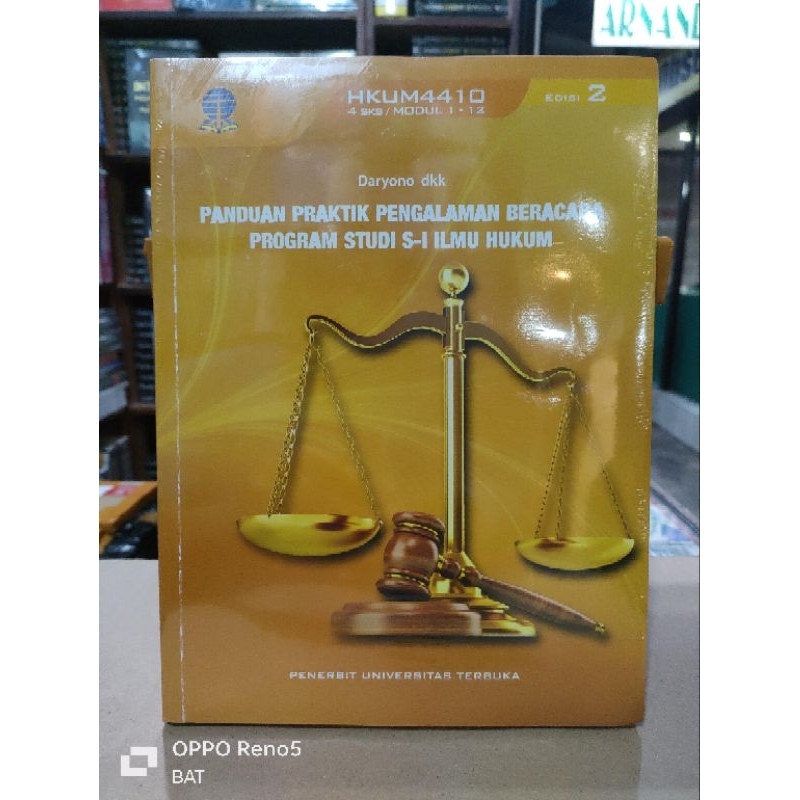 HKUM4410
4 SKS / MODUL 1 - 12
EDISI 2
Daryono dkk
PANDUAN PRAKTIK PENGALAMAN BERACARA
PROGRAM STUDI S-I ILMU HUKUM
PENERBIT UNIVERSITAS TERBUKA
OPPO Reno5
BAT